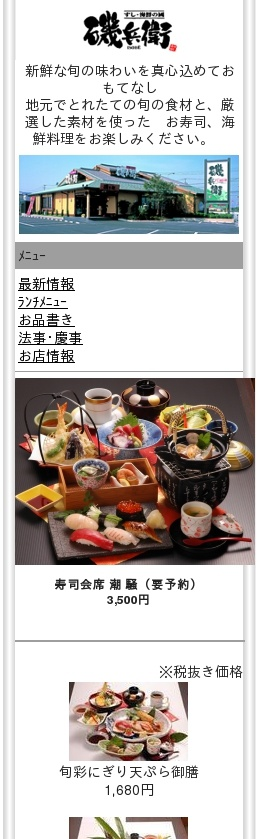 すし・海鮮の國
磯兵衛
新鮮な旬の味わいを真心込めてお
もてなし
地元でとれたての旬の食材と、厳
選した素材を使った　お寿司、海
鮮料理をお楽しみください。
磯兵衛
磯
ﾒﾆｭｰ
最新情報
ﾗﾝﾁﾒﾆｭｰ
お品書き
法事･慶事
お店情報
寿司会席 潮 騒（要予約）
3,500円
※税抜き価格
旬彩にぎり天ぷら御膳
1,680円